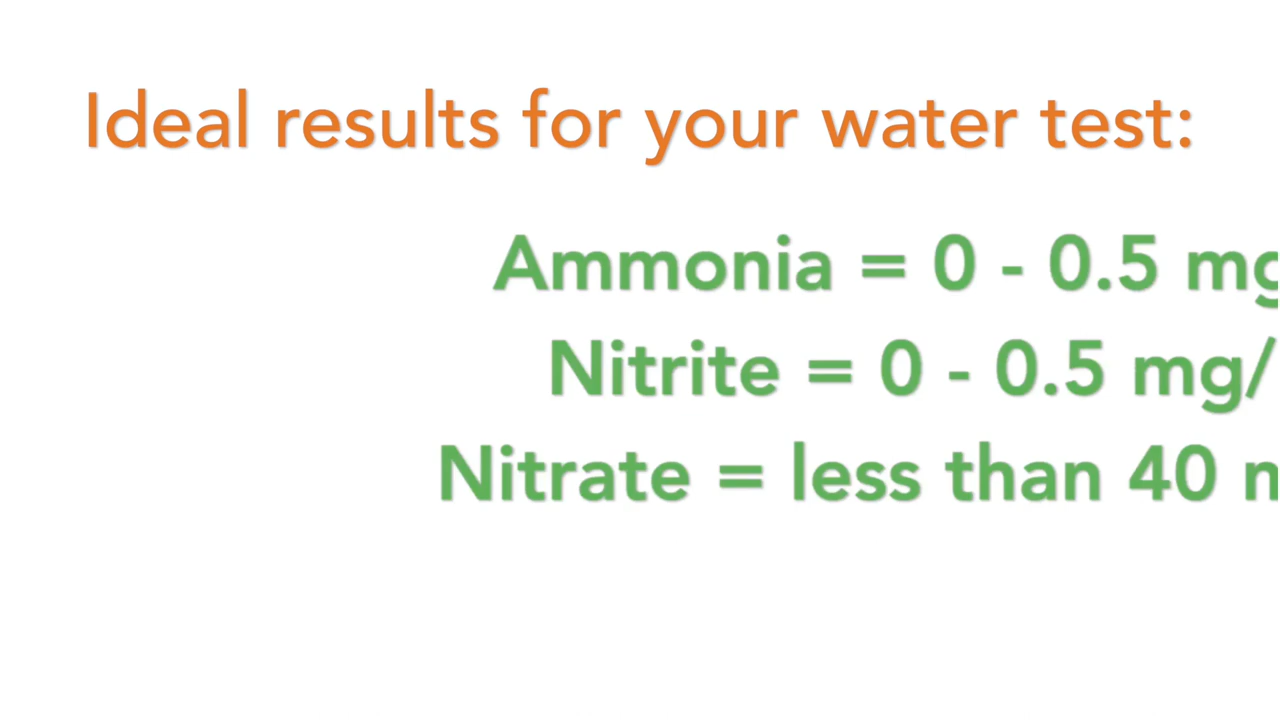 Ideal results for your water test:
Ammonia = 0 - 0.5 mg
Nitrite = 0 - 0.5 mg/
Nitrate = less than 40